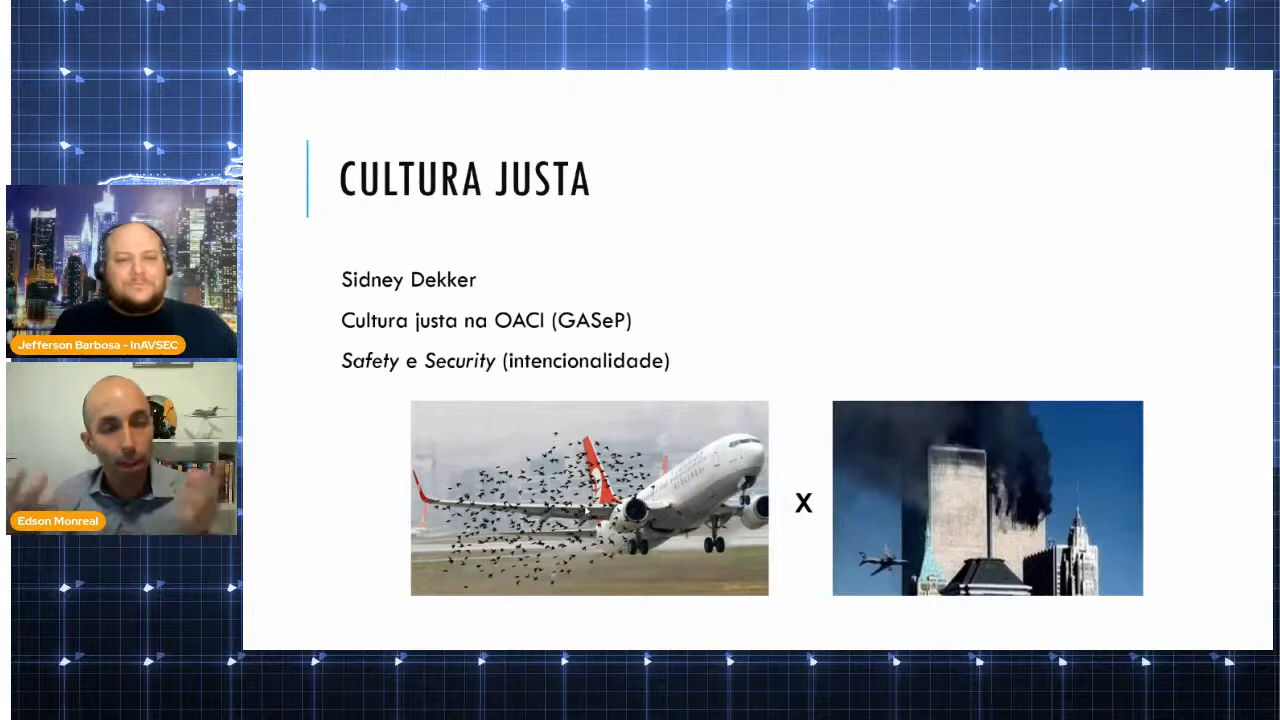 CULTURA JUSTA
Sidney Dekker
Cultura justa na OACI (GASeP)
Safety e Security (intencionalidade)
X
Jefferson Barbosa - InAVSEC
Edson Monreal